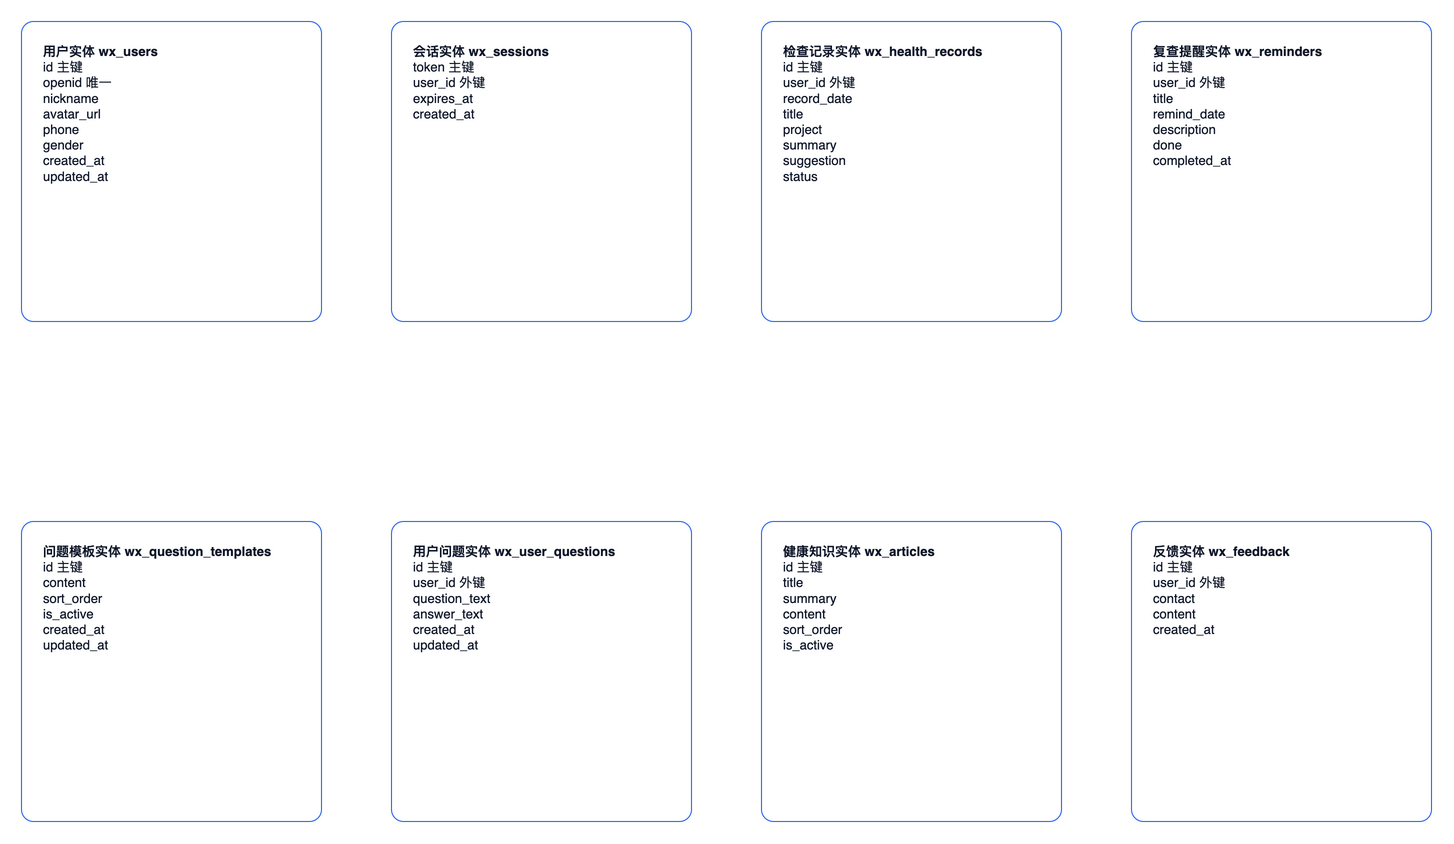 用户实体 wx_users
id 主键
openid 唯一
nickname
avatar_url
phone
gender
created_at
updated_at
会话实体 wx_sessions
token 主键
user_id 外键
expires_at
created_at
检查记录实体 wx_health_records
id 主键
user_id 外键
record_date
title
project
summary
suggestion
status
复查提醒实体 wx_reminders
id 主键
user_id 外键
title
remind_date
description
done
completed_at
问题模板实体 wx_question_templates
id 主键
content
sort_order
is_active
created_at
updated_at
用户问题实体 wx_user_questions
id 主键
user_id 外键
question_text
answer_text
created_at
updated_at
健康知识实体 wx_articles
id 主键
title
summary
content
sort_order
is_active
反馈实体 wx_feedback
id 主键
user_id 外键
contact
content
created_at